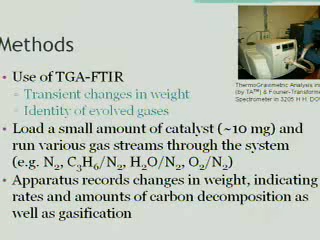 Methods
• Use of TGA-FTIR
▫ Transient changes in weight
▫ Identity of evolved gases
• Load a small amount of catalyst (~10 mg) and
run various gas streams through the system
(e.g. N₂, C₃H₆/N₂, H₂O/N₂, O₂/N₂)
• Apparatus records changes in weight, indicating
rates and amounts of carbon decomposition as
well as gasification
ThermoGravimetric Analysis in
(by TA™) & Fourier-Transform
Spectrometer in 3205 H.H. DO